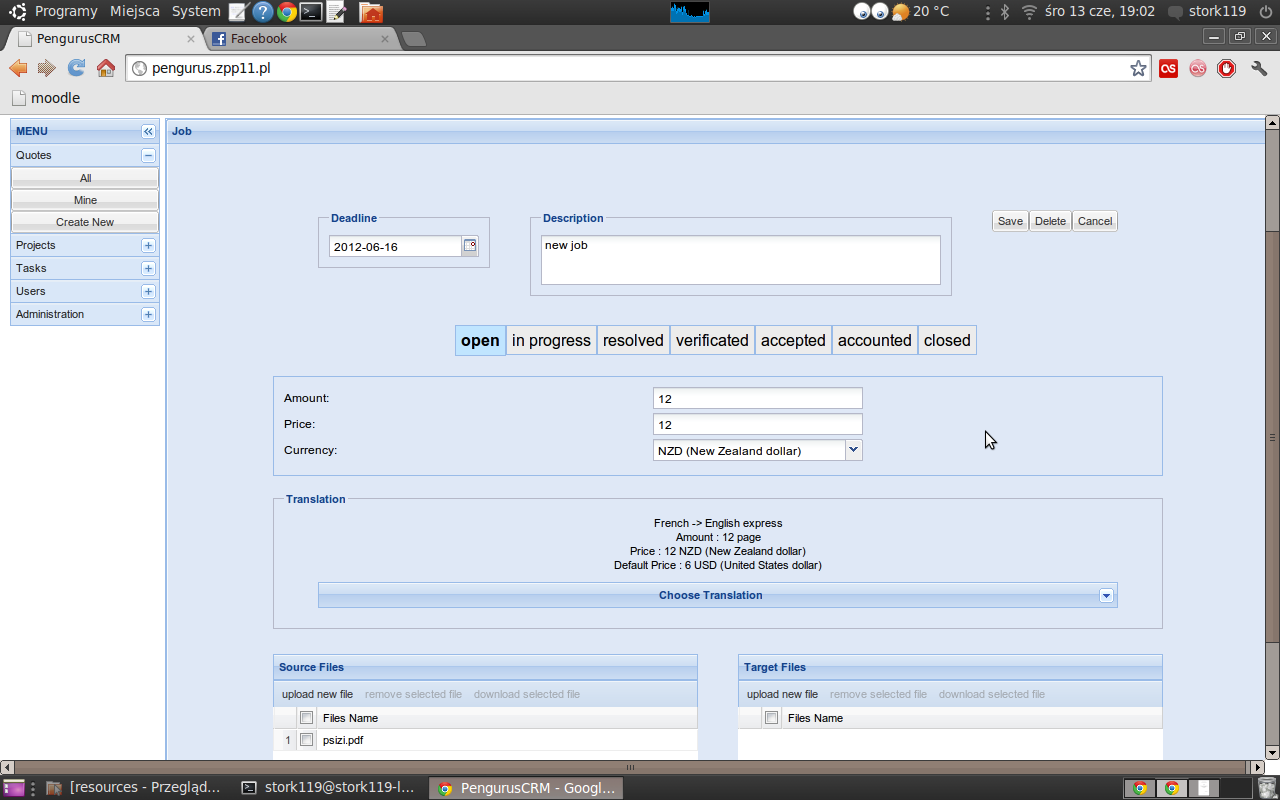 Programy Miejsca System 20 °C śro 13 cze, 19:02 stork119
PengurusCRM Facebook
pengurus.zpp11.pl
moodle
MENU
Job
Quotes
All
Mine
Create New
Projects
Tasks
Users
Administration
Deadline
2012-06-16
Description
new job
Save Delete Cancel
open in progress resolved verificated accepted accounted closed
Amount: 12
Price: 12
Currency: NZD (New Zealand dollar)
Translation
French -> English express
Amount : 12 page
Price : 12 NZD (New Zealand dollar)
Default Price : 6 USD (United States dollar)
Choose Translation
Source Files
upload new file remove selected file download selected file
Files Name
1 psizi.pdf
Target Files
upload new file remove selected file download selected file
Files Name
[resources - Przegląd... stork119@stork119-l... PengurusCRM - Googl...